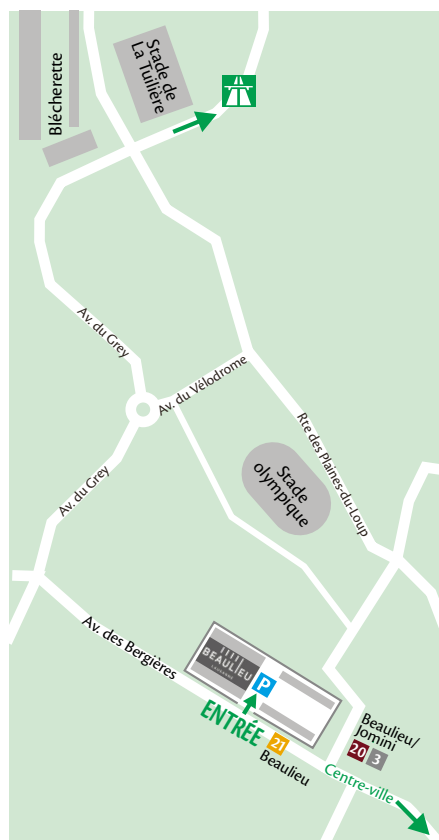 Blécherette
Stade de
La Tuilière
Av. du Grey
Av. du Vélodrome
Rte des Plaines-du-Loup
Stade
olympique
Av. du Grey
Av. des Bergières
BEAULIEU
LAUSANNE
P
ENTRÉE
21
Beaulieu
Beaulieu/
Jomini
20 3
Centre-ville